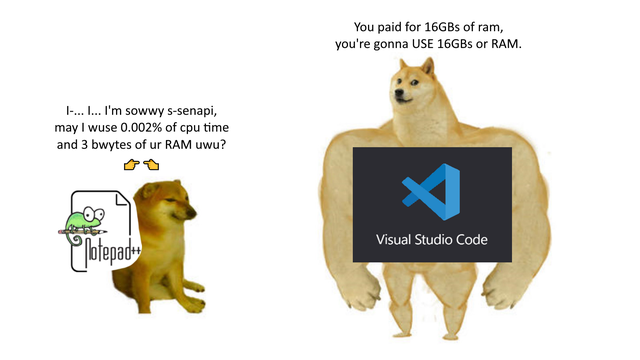 You paid for 16GBs of ram,
you're gonna USE 16GBs or RAM.
I-... I... I'm sowwy s-senapi,
may I wuse 0.002% of cpu time
and 3 bwytes of ur RAM uwu?
Notepad++
Visual Studio Code